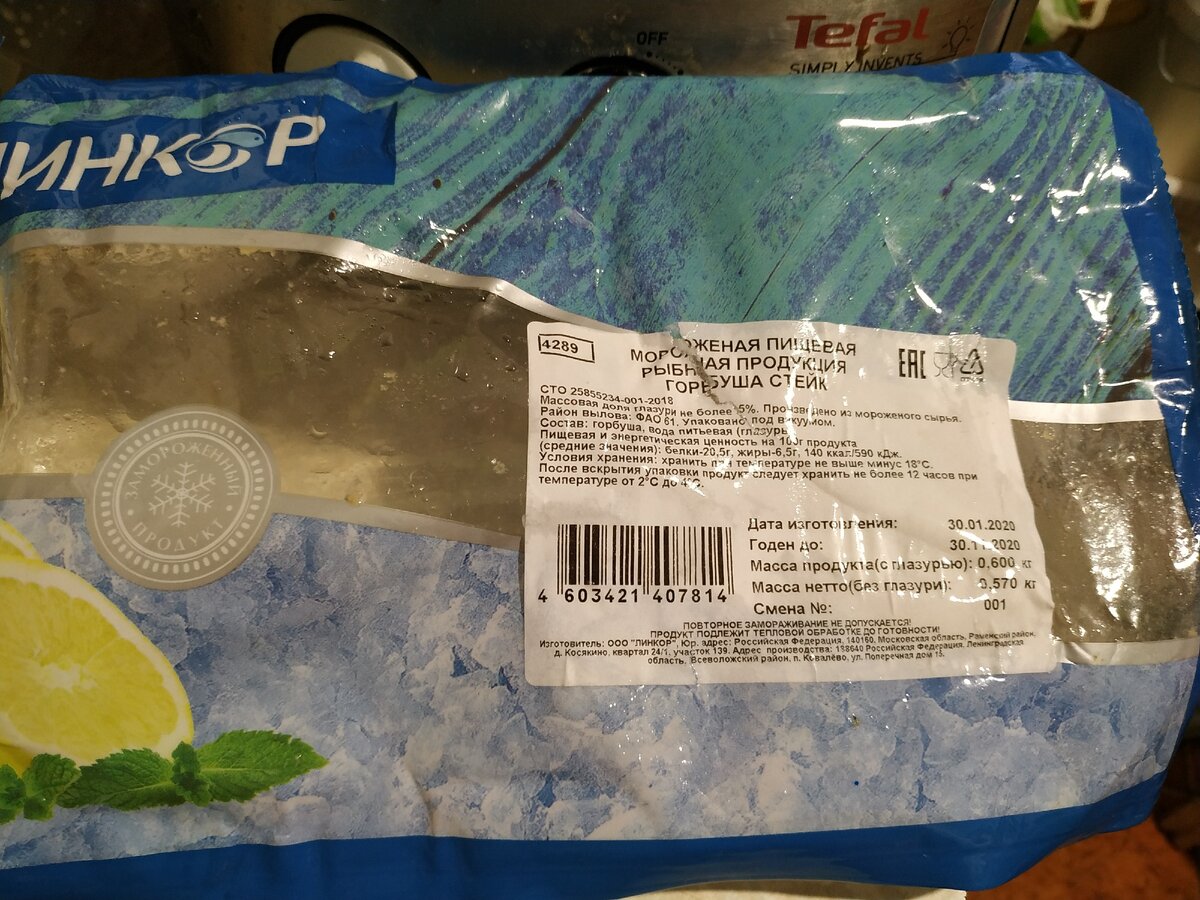 OFF
Tefal
SIMPLY INVENTS
ИНКОР
ЗАМОРОЖЕННЫЙ
ПРОДУКТ
4289
МОРОЖЕНАЯ ПИЩЕВАЯ
РЫБНАЯ ПРОДУКЦИЯ
ГОРБУША СТЕЙК
EAC
СТО 25855234-001-2018
Массовая доля глазури не более 5%. Произведено из мороженого сырья.
Район вылова: ФАО 61. Упаковано под вакуумом.
Состав: горбуша, вода питьевая (глазурь)
Пищевая и энергетическая ценность на 100г продукта
(средние значения): белки-20,5г, жиры-6,5г, 140 ккал/590 кДж.
Условия хранения: хранить при температуре не выше минус 18°С.
После вскрытия упаковки продукт следует хранить не более 12 часов при
температуре от 2°С до 4°С.
Дата изготовления: 30.01.2020
Годен до: 30.11.2020
Масса продукта(с глазурью): 0,600 кг
Масса нетто(без глазури): 0,570 кг
Смена №: 001
4 603421 407814
ПОВТОРНОЕ ЗАМОРАЖИВАНИЕ НЕ ДОПУСКАЕТСЯ!
ПРОДУКТ ПОДЛЕЖИТ ТЕПЛОВОЙ ОБРАБОТКЕ ДО ГОТОВНОСТИ!
Изготовитель: ООО "ЛИНКОР", Юр. адрес: Российская Федерация, 140160, Московская область, Раменский район,
д. Косякино, квартал 24/1, участок 139. Адрес производства: 188640 Российская Федерация, Ленинградская
область, Всеволожский район, п. Ковалёво, ул. Поперечная дом 15.